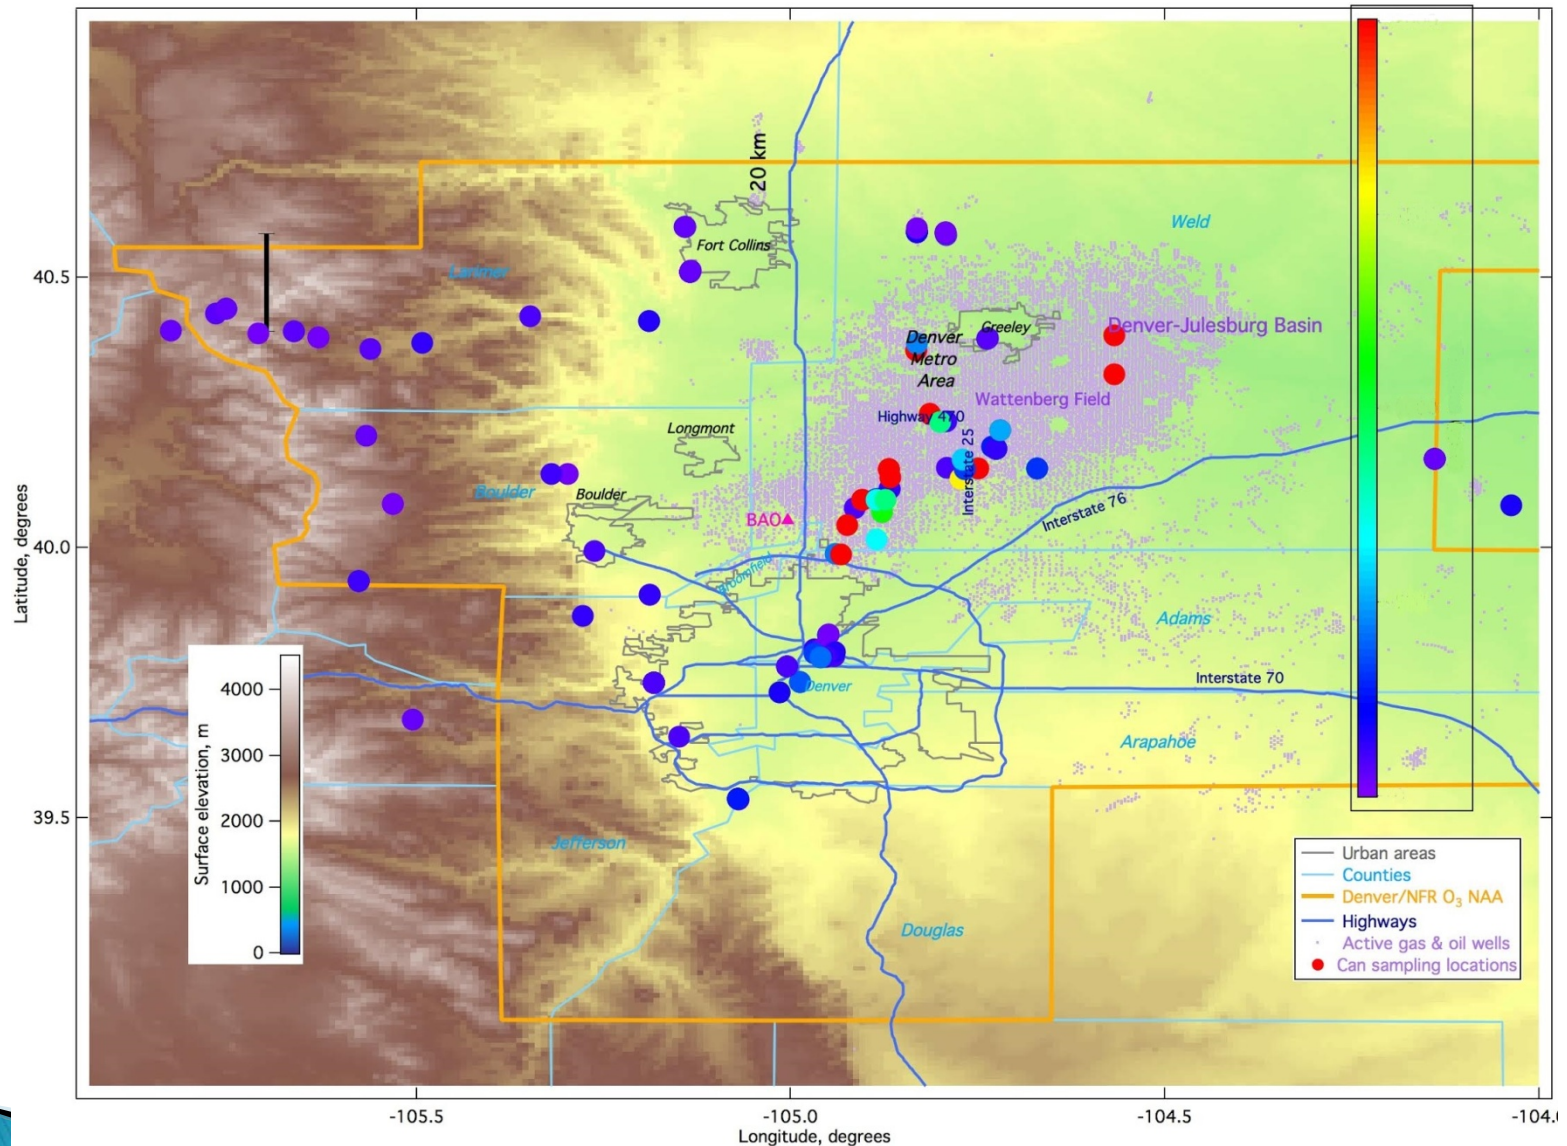 20 km
Fort Collins
Weld
Larimer
Greeley
Denver-Julesburg Basin
Denver
Metro
Area
Wattenberg Field
Highway 470
Longmont
Interstate 25
Boulder
Boulder
BAO
Interstate 76
Broomfield
Adams
Denver
Interstate 70
Arapahoe
Jefferson
Douglas
40.5
40.0
39.5
Latitude, degrees
Surface elevation, m
4000
3000
2000
1000
0
Urban areas
Counties
Denver/NFR O3 NAA
Highways
Active gas & oil wells
Can sampling locations
-105.5
-105.0
-104.5
-104.0
Longitude, degrees